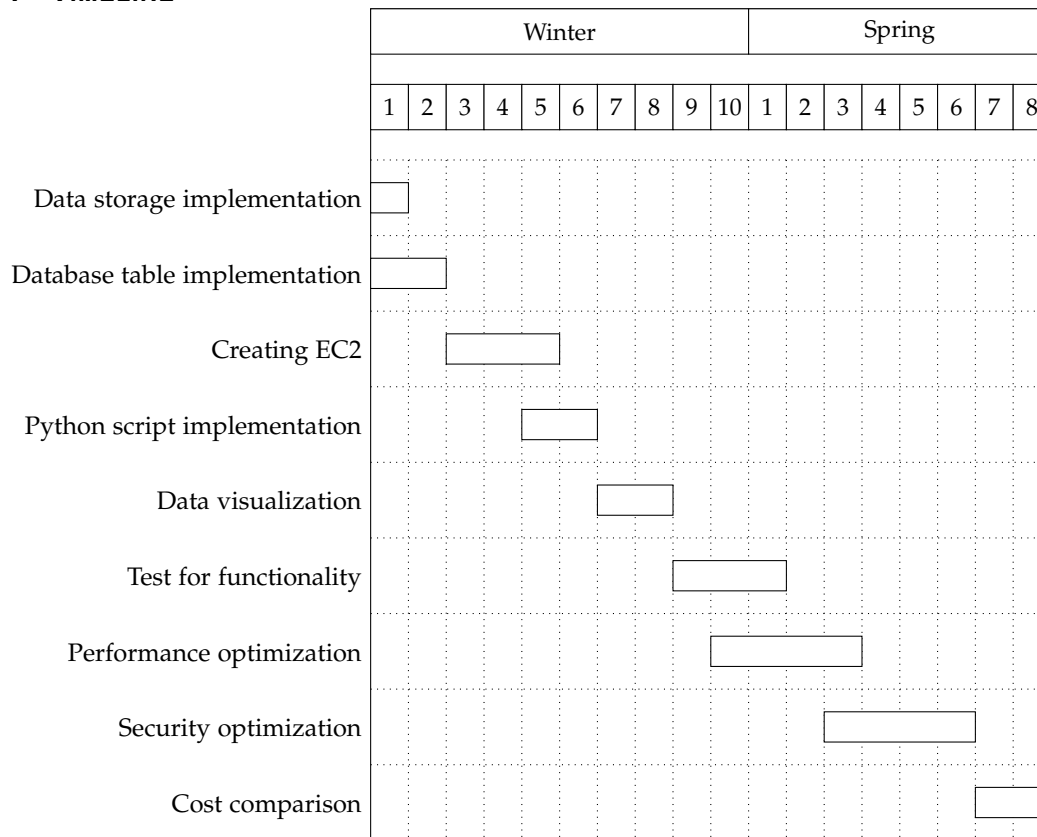 TIMELINE
Winter Spring
1 2 3 4 5 6 7 8 9 10 1 2 3 4 5 6 7 8
Data storage implementation
Database table implementation
Creating EC2
Python script implementation
Data visualization
Test for functionality
Performance optimization
Security optimization
Cost comparison